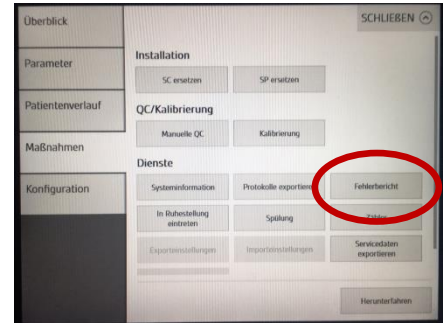 Überblick
SCHLIEßEN
Parameter
Installation
SC ersetzen
SP ersetzen
Patientenverlauf
QC/Kalibrierung
Manuelle QC
Kalibrierung
Maßnahmen
Dienste
Konfiguration
Systeminformation
Protokolle exportieren
Fehlerbericht
In Ruhestellung
eintreten
Spülung
Zähler
Exporteinstellungen
Importeinstellungen
Servicedaten
exportieren
Herunterfahren